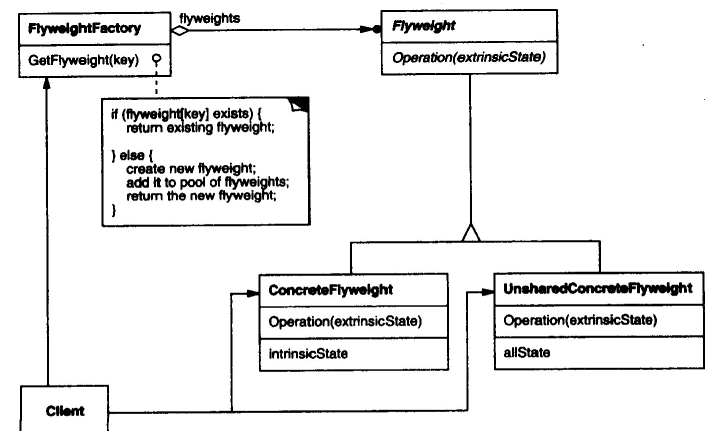 FlyweightFactory
flyweights
Flyweight
GetFlyweight(key)
Operation(extrinsicState)
if (flyweight[key] exists) {
return existing flyweight;
} else {
create new flyweight;
add it to pool of flyweights;
return the new flyweight;
}
ConcreteFlyweight
Operation(extrinsicState)
intrinsicState
UnsharedConcreteFlyweight
Operation(extrinsicState)
allState
Client